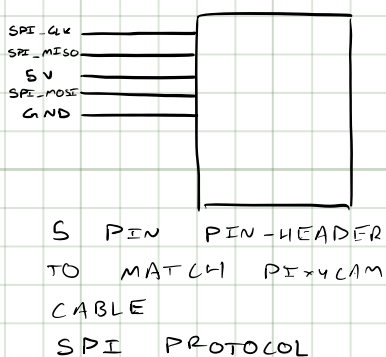 SPI_CLK
SPI_MISO
5V
SPI_MOSI
GND
5 PIN PIN-HEADER
TO MATCH PIXYCAM
CABLE
SPI PROTOCOL